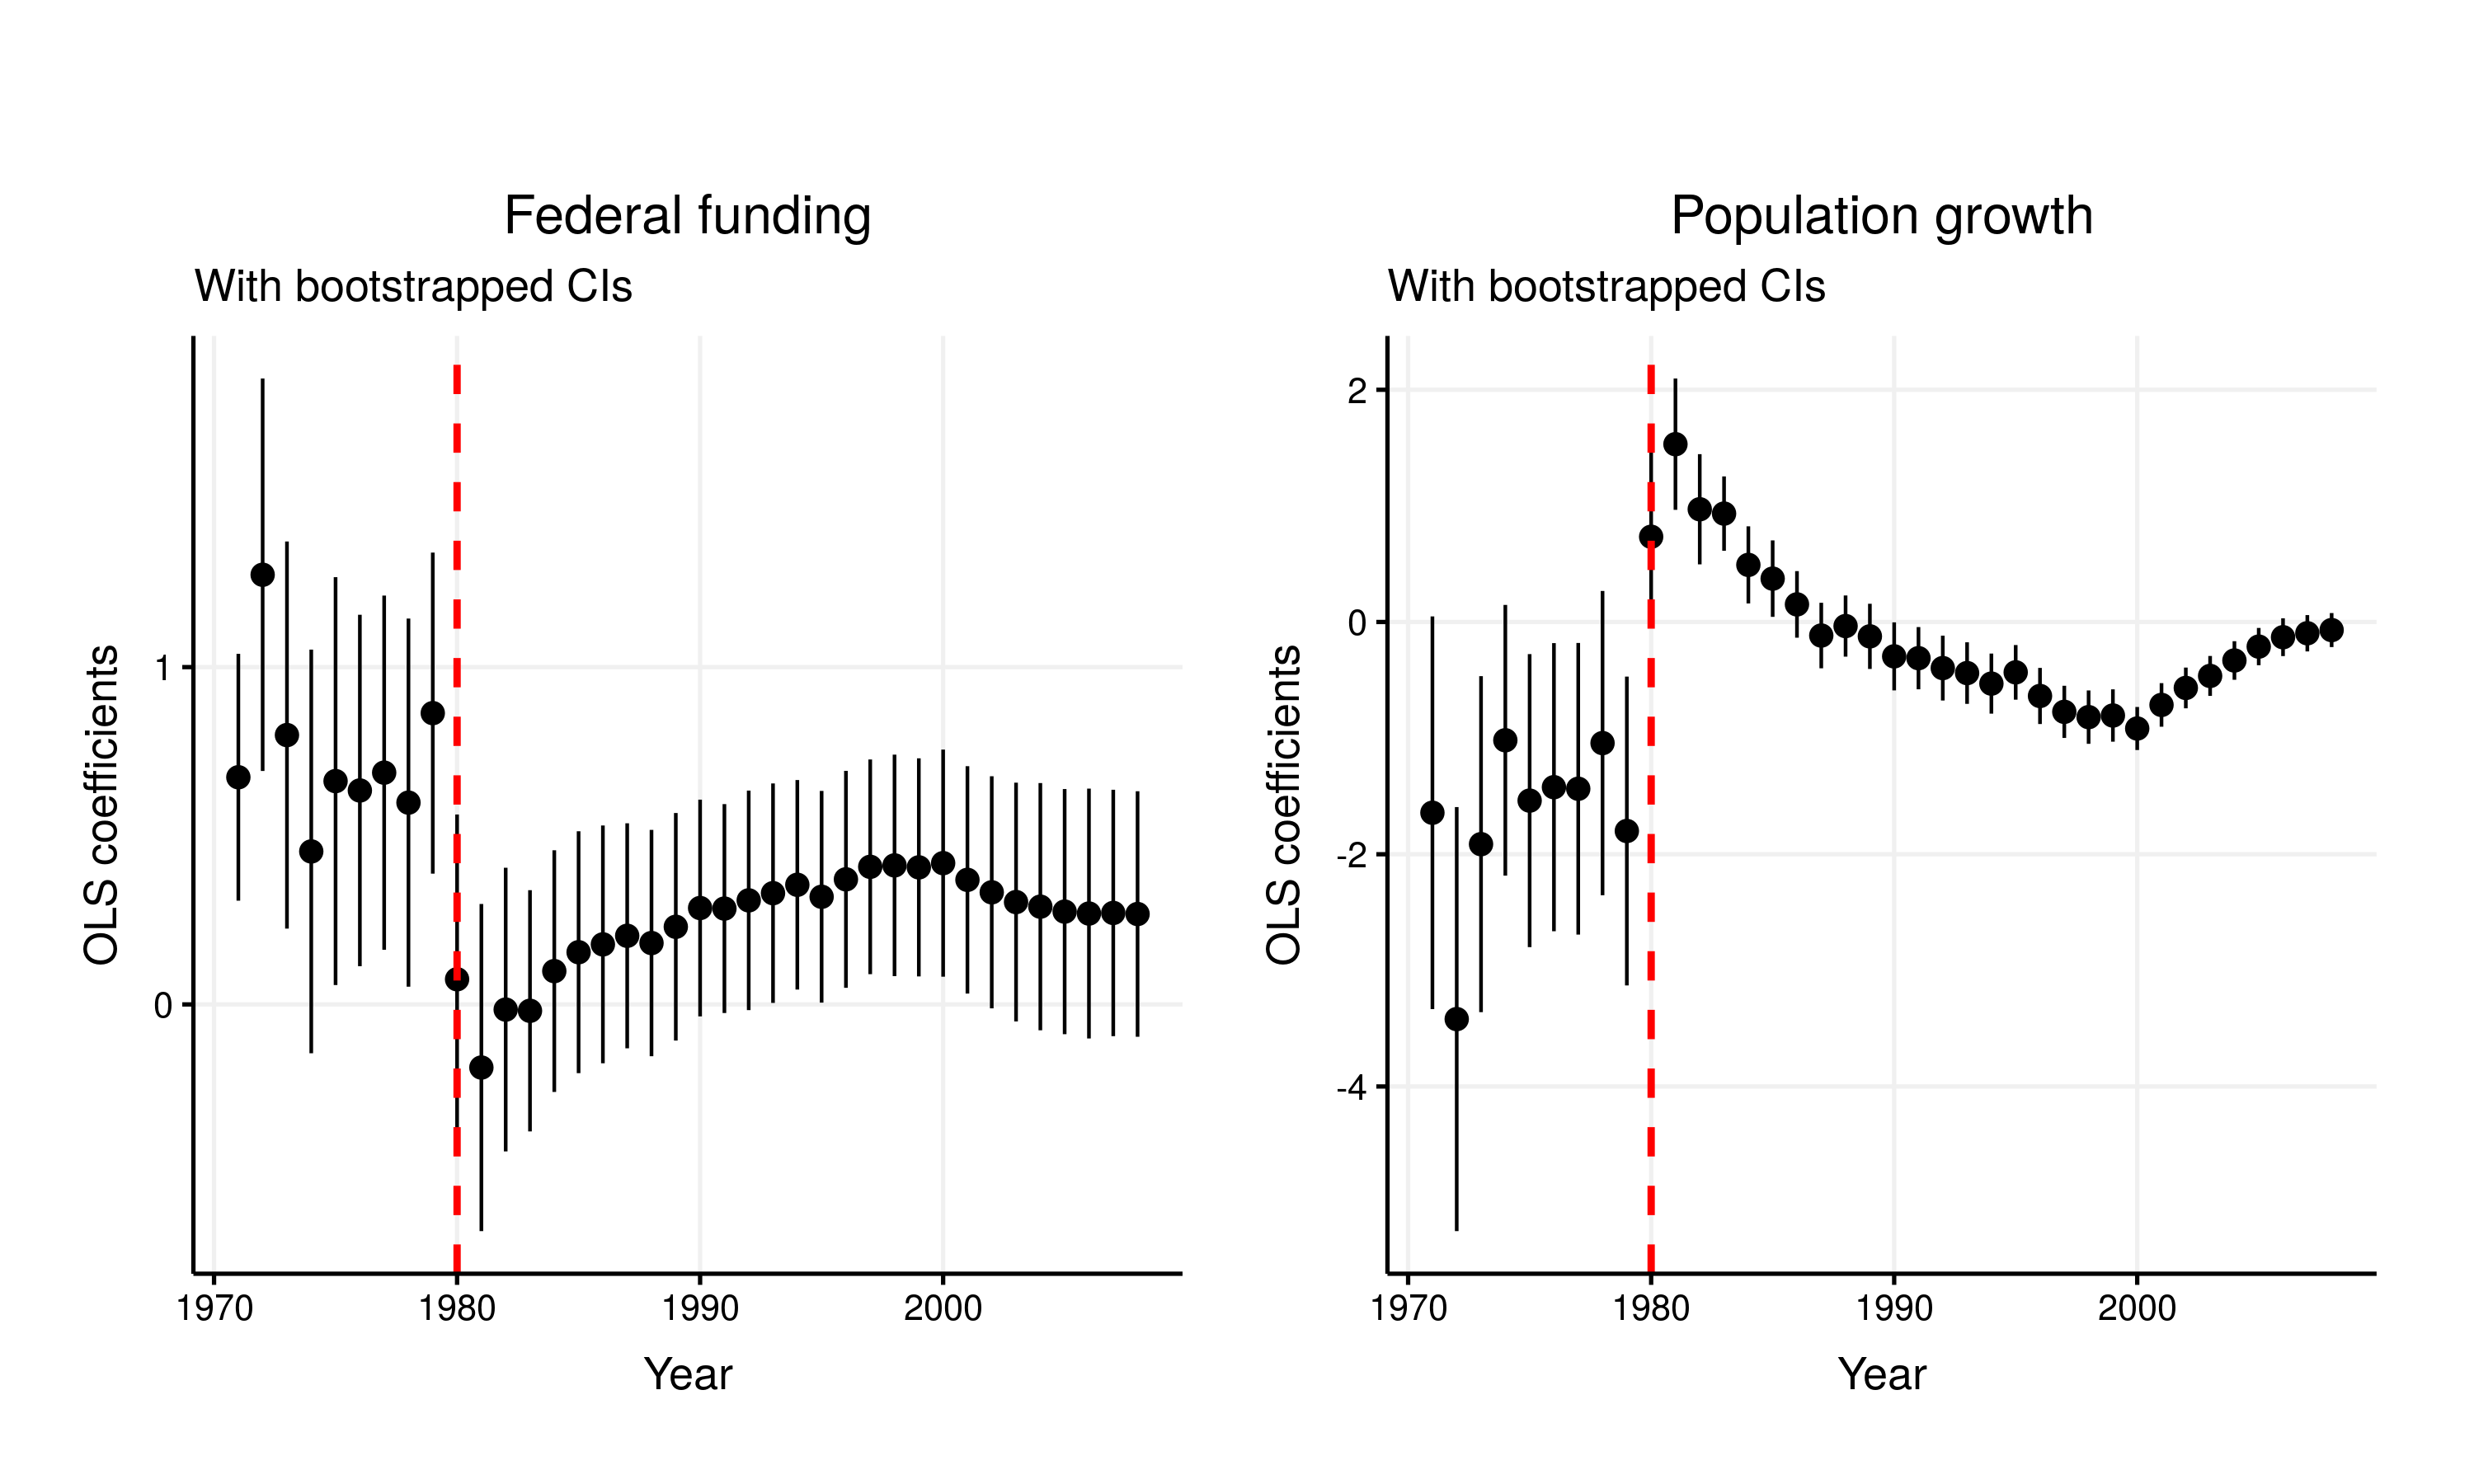 Federal funding
With bootstrapped CIs
OLS coefficients
1
0
1970
1980
1990
2000
Year
Population growth
With bootstrapped CIs
OLS coefficients
2
0
-2
-4
1970
1980
1990
2000
Year